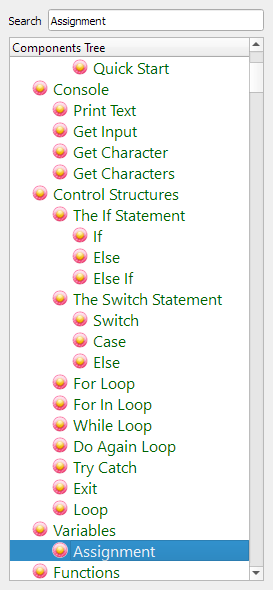 Search Assignment
Components Tree
Quick Start
Console
Print Text
Get Input
Get Character
Get Characters
Control Structures
The If Statement
If
Else
Else If
The Switch Statement
Switch
Case
Else
For Loop
For In Loop
While Loop
Do Again Loop
Try Catch
Exit
Loop
Variables
Assignment
Functions